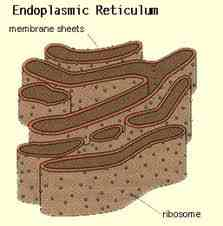 Endoplasmic Reticulum
membrane sheets
ribosome